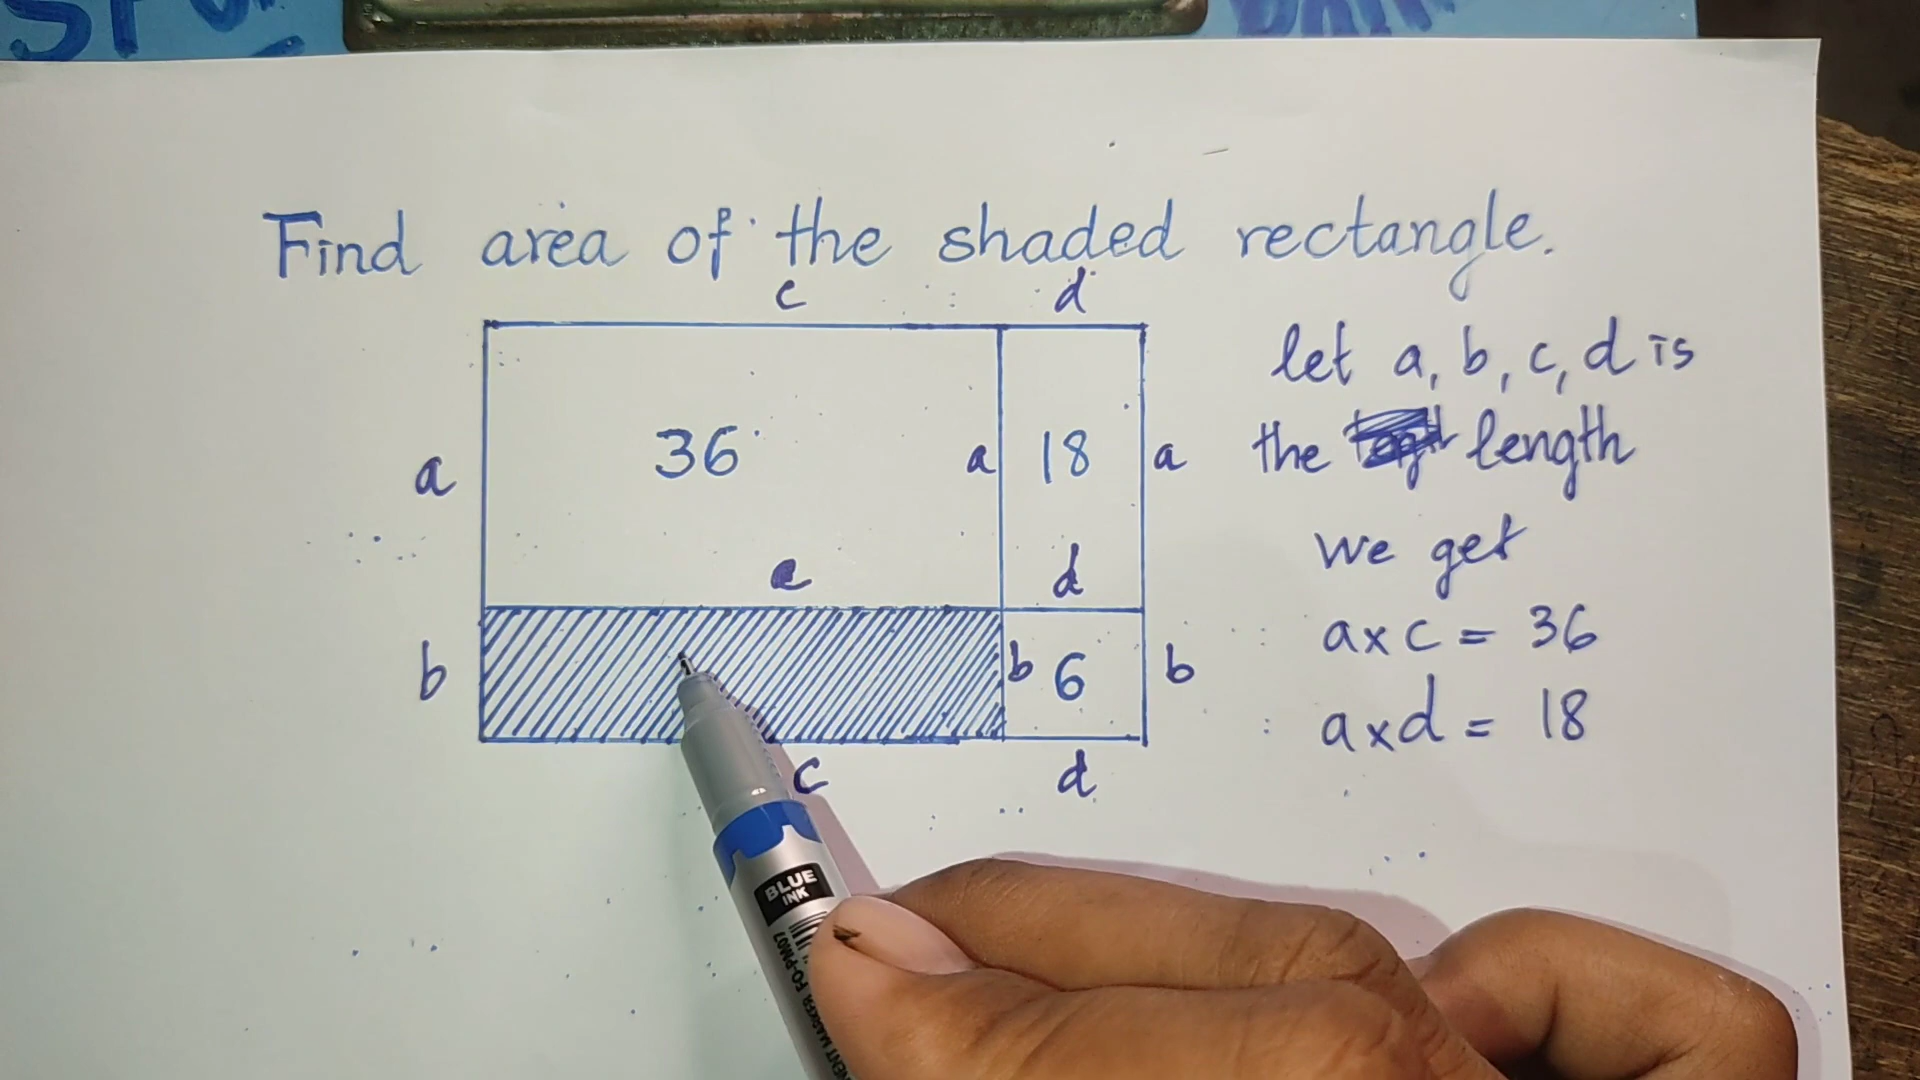 Find area of the shaded rectangle.
c d
36 18
a a a
c d
b b 6 b
c d
let a, b, c, d is
the length
we get
a x c = 36
a x d = 18
BLUE
INK